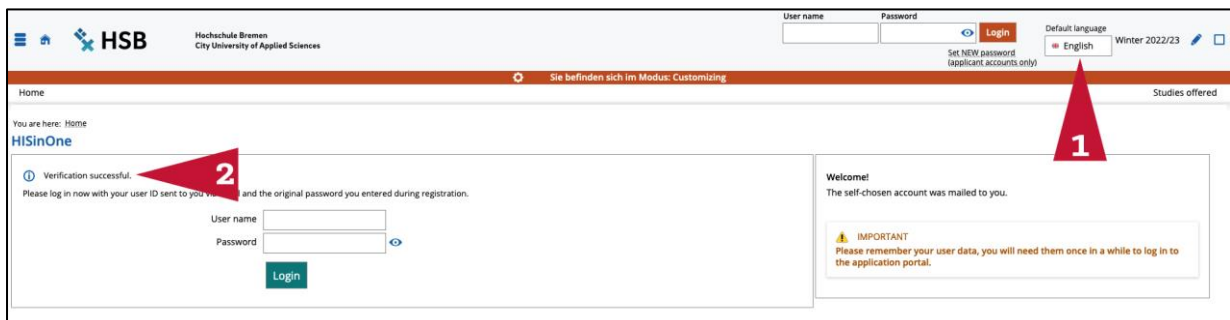 User name
Password
HSB
Hochschule Bremen
City University of Applied Sciences
Login
Set NEW password
(applicant accounts only)
Default language
English
Winter 2022/23
Sie befinden sich im Modus: Customizing
Home
Studies offered
You are here: Home
HISinOne
1
Verification successful.
2
Please log in now with your user ID sent to you and the original password you entered during registration.
User name
Password
Login
Welcome!
The self-chosen account was mailed to you.
IMPORTANT
Please remember your user data, you will need them once in a while to log in to
the application portal.